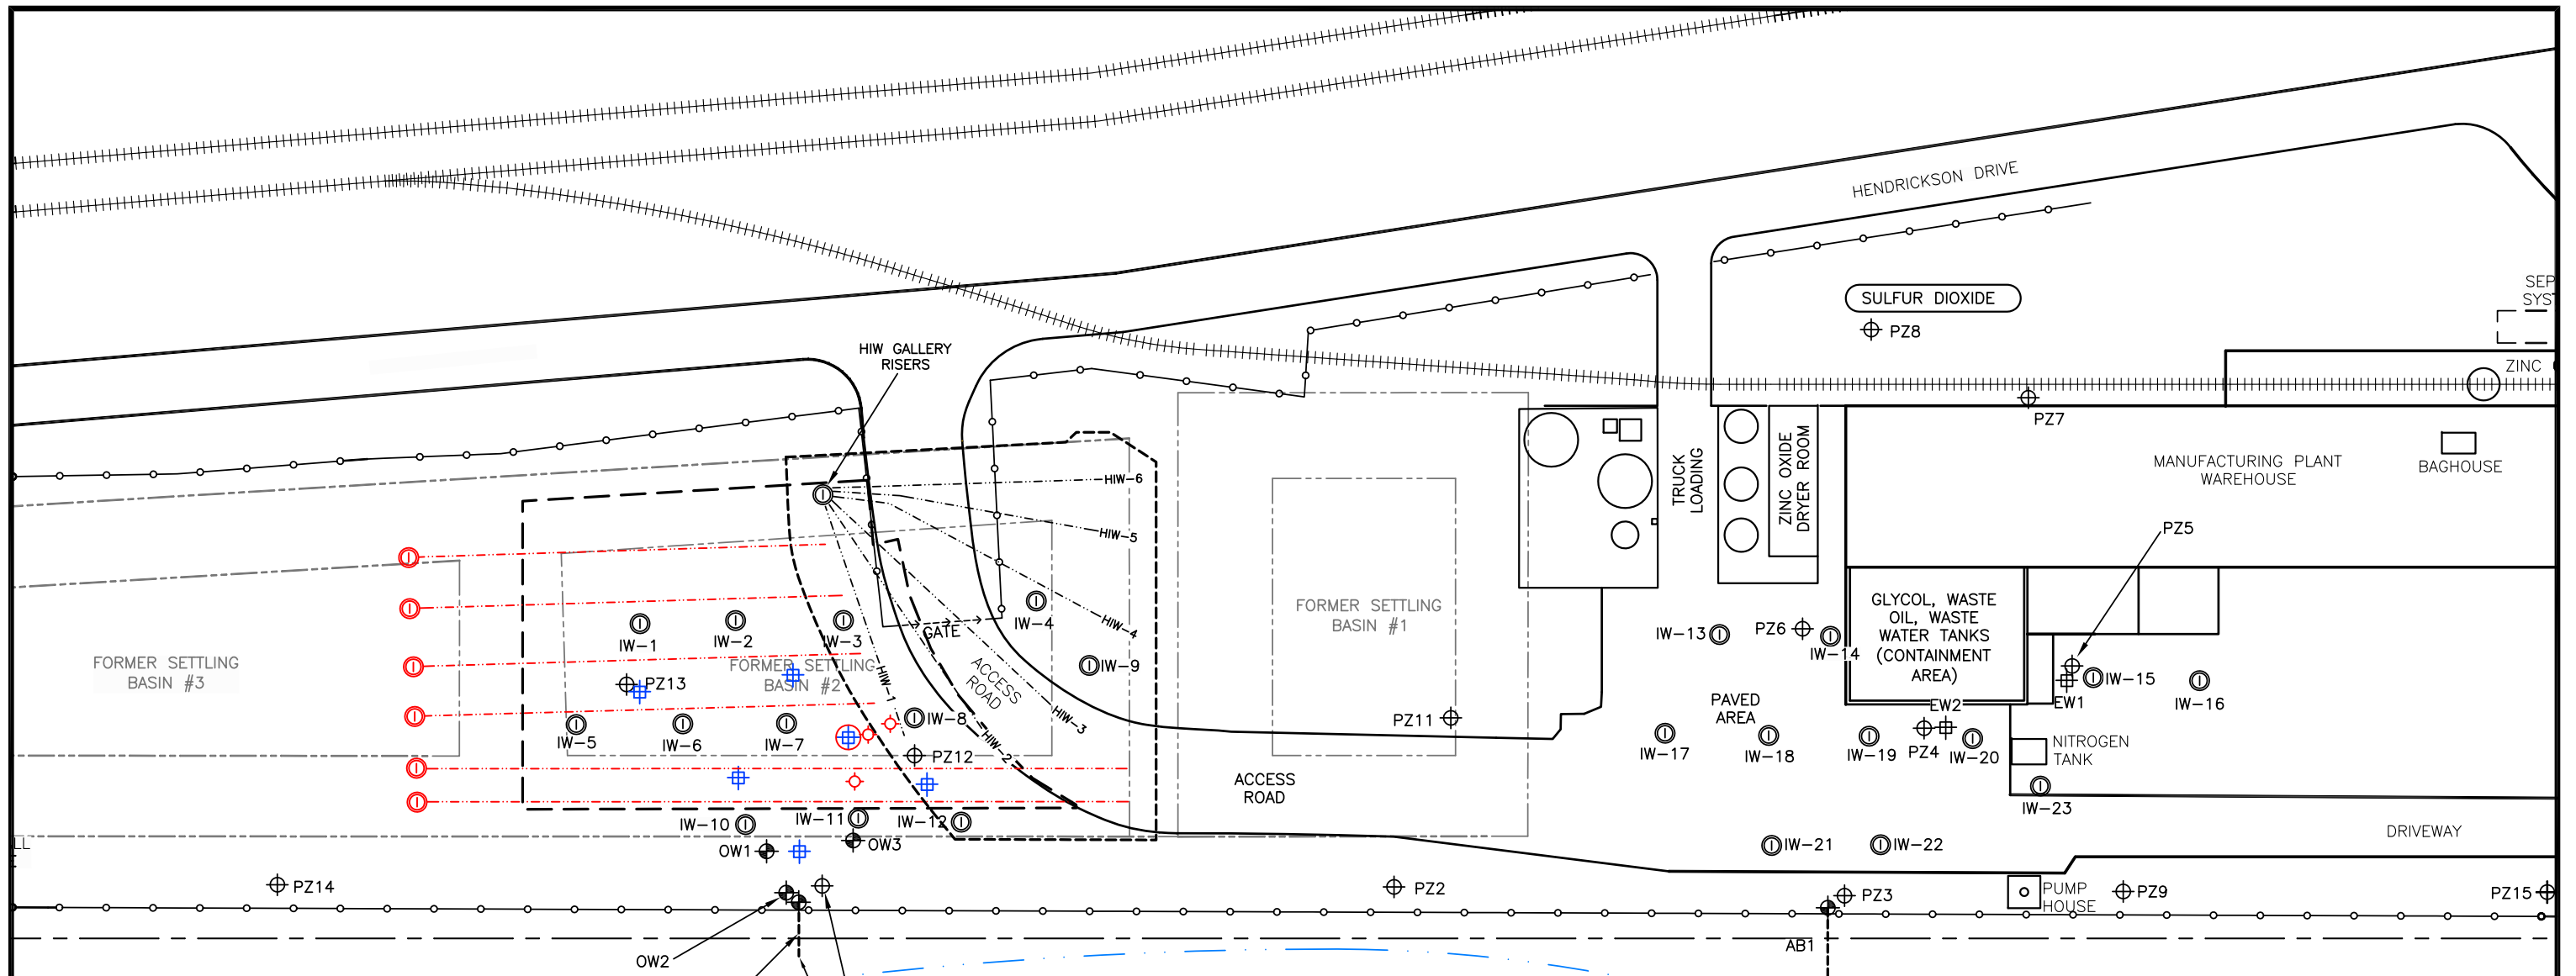 HENDRICKSON DRIVE
SULFUR DIOXIDE
PZ8
SEP
SYST
ZINC
HIW GALLERY
RISERS
PZ7
TRUCK
LOADING
ZINC OXIDE
DRYER ROOM
MANUFACTURING PLANT
WAREHOUSE
BAGHOUSE
HIW-6
HIW-5
PZ5
HIW-4
GATE
IW-1
IW-2
IW-3
IW-4
FORMER SETTLING
BASIN #1
GLYCOL, WASTE
OIL, WASTE
WATER TANKS
(CONTAINMENT
AREA)
IW-13
PZ6
IW-14
FORMER SETTLING
BASIN #3
FORMER SETTLING
BASIN #2
PZ13
HIW-1
ACCESS
ROAD
IW-9
IW-15
IW-16
EW1
EW2
HIW-3
PAVED
AREA
IW-5
IW-6
IW-7
IW-8
PZ11
HIW-2
PZ12
IW-17
IW-18
IW-19
PZ4
IW-20
NITROGEN
TANK
ACCESS
ROAD
IW-23
IW-10
IW-11
IW-12
OW1
OW3
IW-21
IW-22
DRIVEWAY
LL
E
PZ14
PZ2
PZ3
PUMP
HOUSE
PZ9
PZ15
OW2
AB1